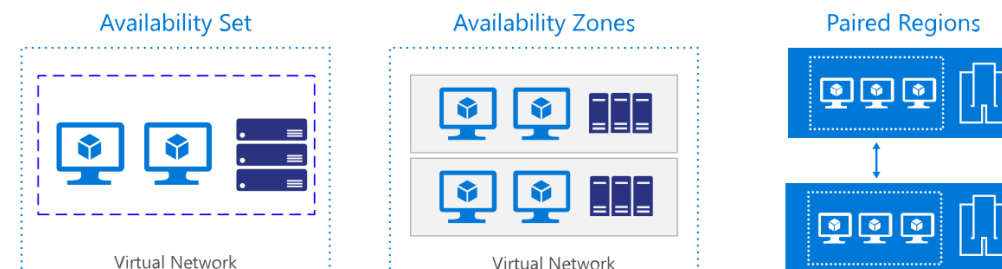 Availability Set
Availability Zones
Paired Regions
Virtual Network
Virtual Network